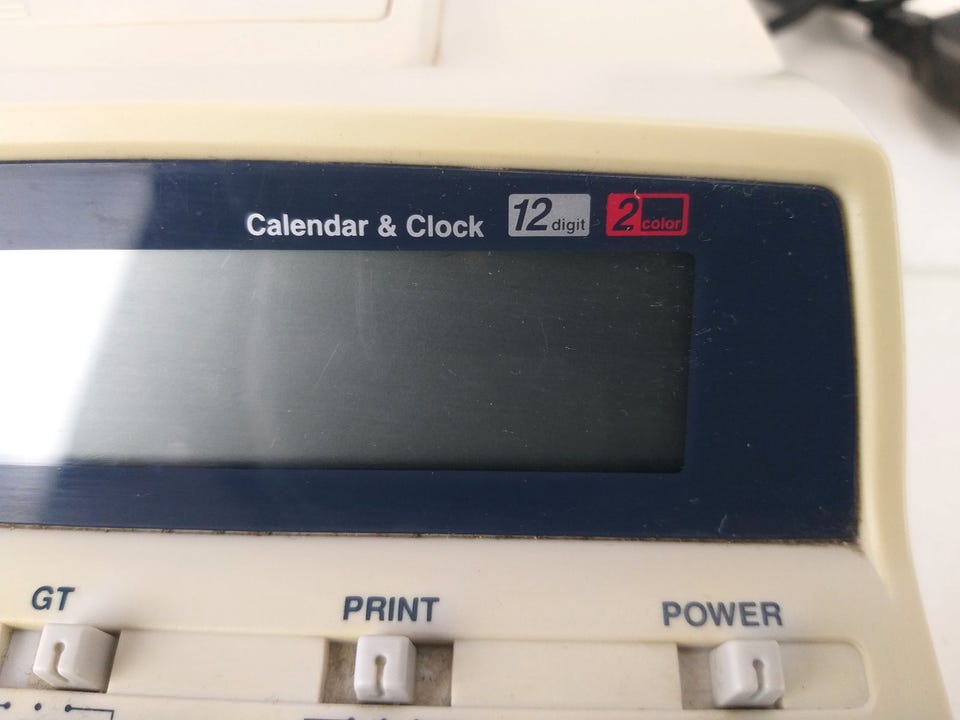 Calendar & Clock 12 digit 2 color
GT PRINT POWER